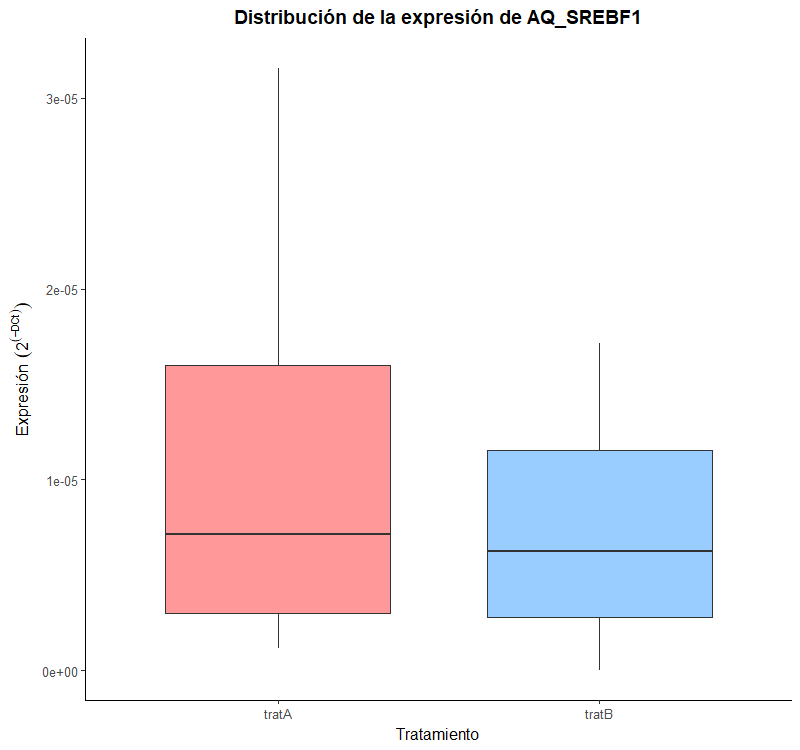 Distribución de la expresión de AQ_SREBF1
Expresión (2^(−DCt))
3e-05
2e-05
1e-05
0e+00
tratA
tratB
Tratamiento